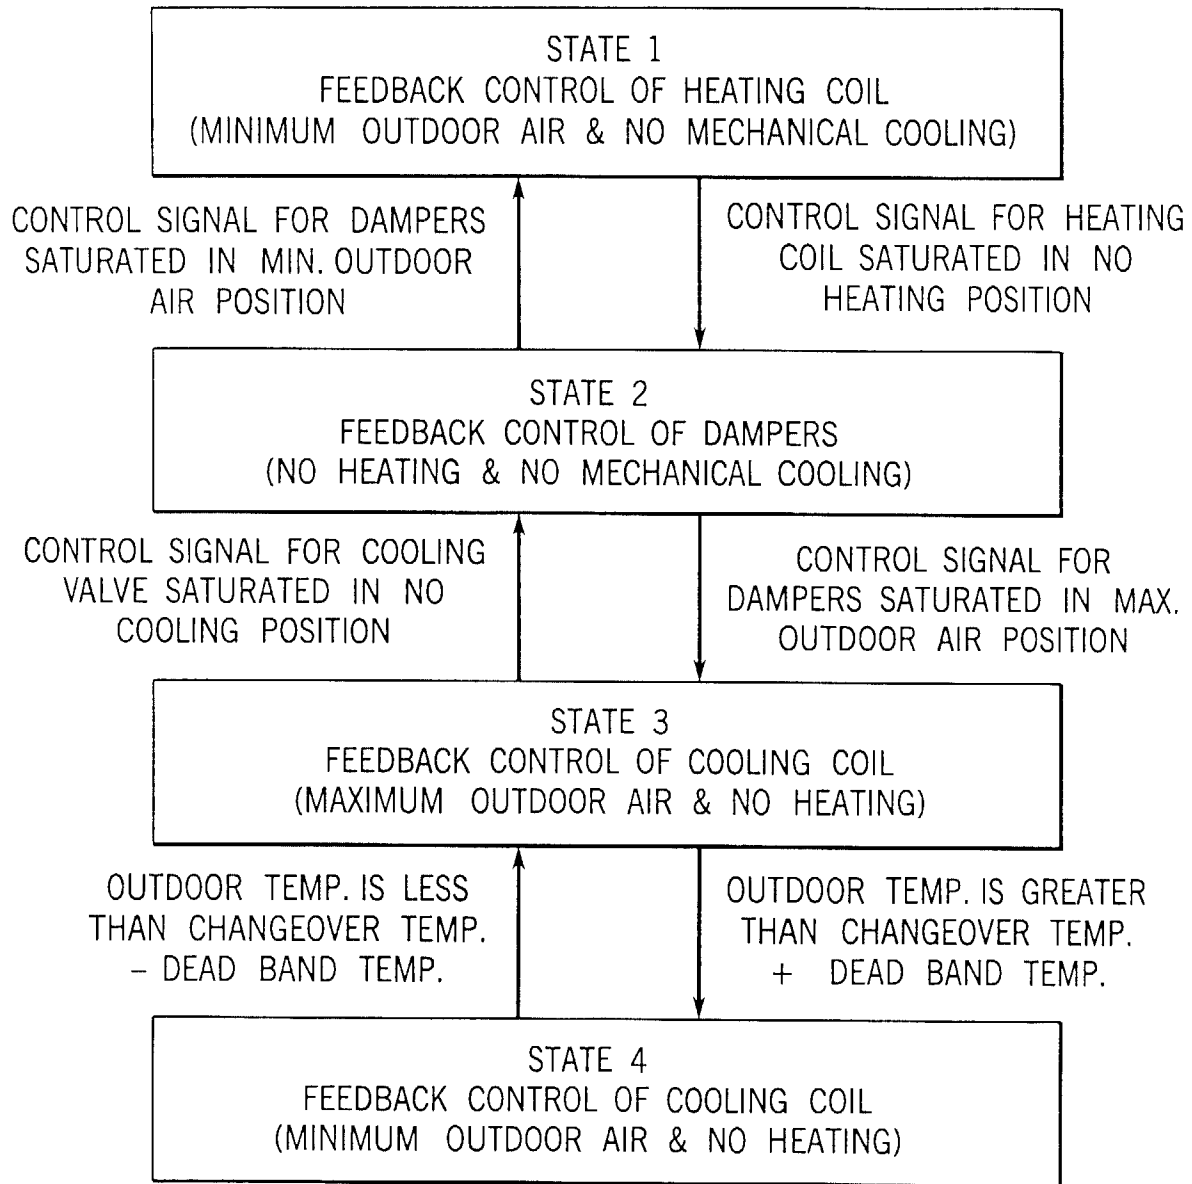 STATE 1
FEEDBACK CONTROL OF HEATING COIL
(MINIMUM OUTDOOR AIR & NO MECHANICAL COOLING)
CONTROL SIGNAL FOR DAMPERS
SATURATED IN MIN. OUTDOOR
AIR POSITION
CONTROL SIGNAL FOR HEATING
COIL SATURATED IN NO
HEATING POSITION
STATE 2
FEEDBACK CONTROL OF DAMPERS
(NO HEATING & NO MECHANICAL COOLING)
CONTROL SIGNAL FOR COOLING
VALVE SATURATED IN NO
COOLING POSITION
CONTROL SIGNAL FOR
DAMPERS SATURATED IN MAX.
OUTDOOR AIR POSITION
STATE 3
FEEDBACK CONTROL OF COOLING COIL
(MAXIMUM OUTDOOR AIR & NO HEATING)
OUTDOOR TEMP. IS LESS
THAN CHANGEOVER TEMP.
– DEAD BAND TEMP.
OUTDOOR TEMP. IS GREATER
THAN CHANGEOVER TEMP.
+ DEAD BAND TEMP.
STATE 4
FEEDBACK CONTROL OF COOLING COIL
(MINIMUM OUTDOOR AIR & NO HEATING)